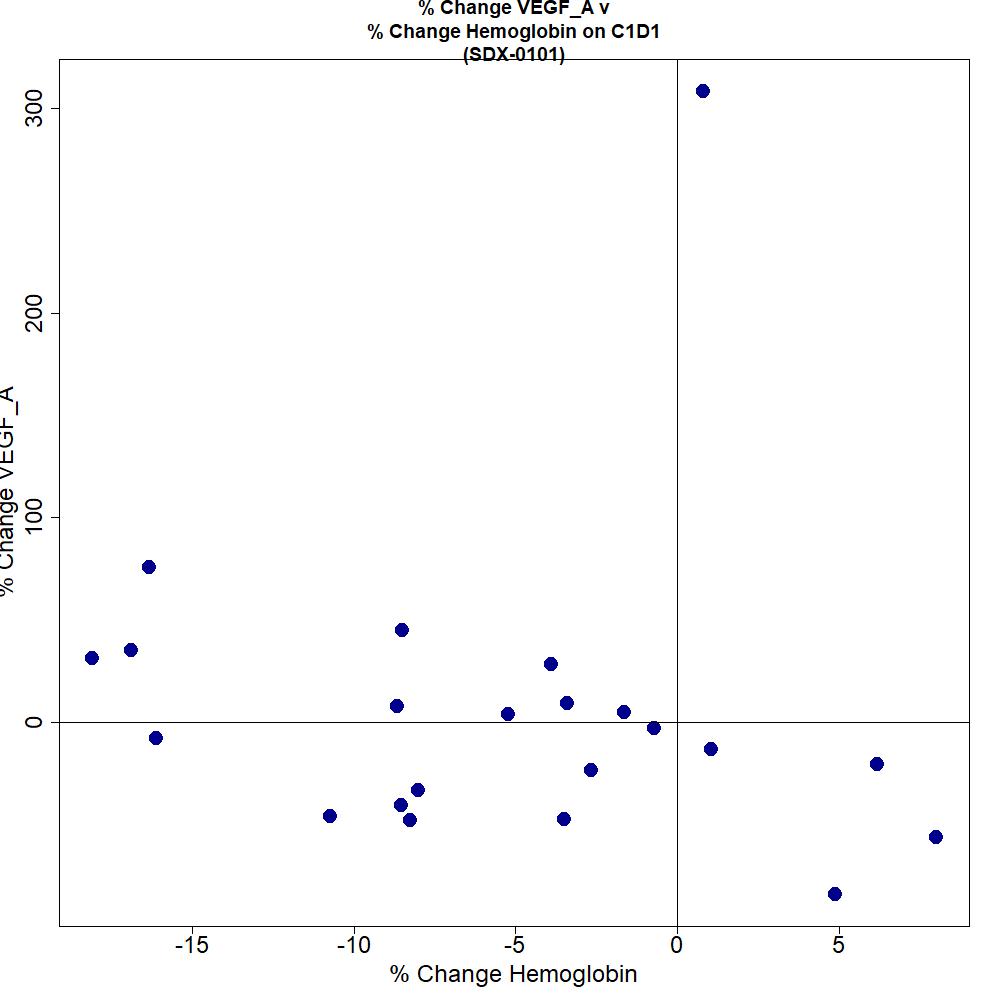 % Change VEGF_A v
% Change Hemoglobin on C1D1
(SDX-0101)
% Change VEGF_A
300
200
100
0
-15
-10
-5
0
5
% Change Hemoglobin